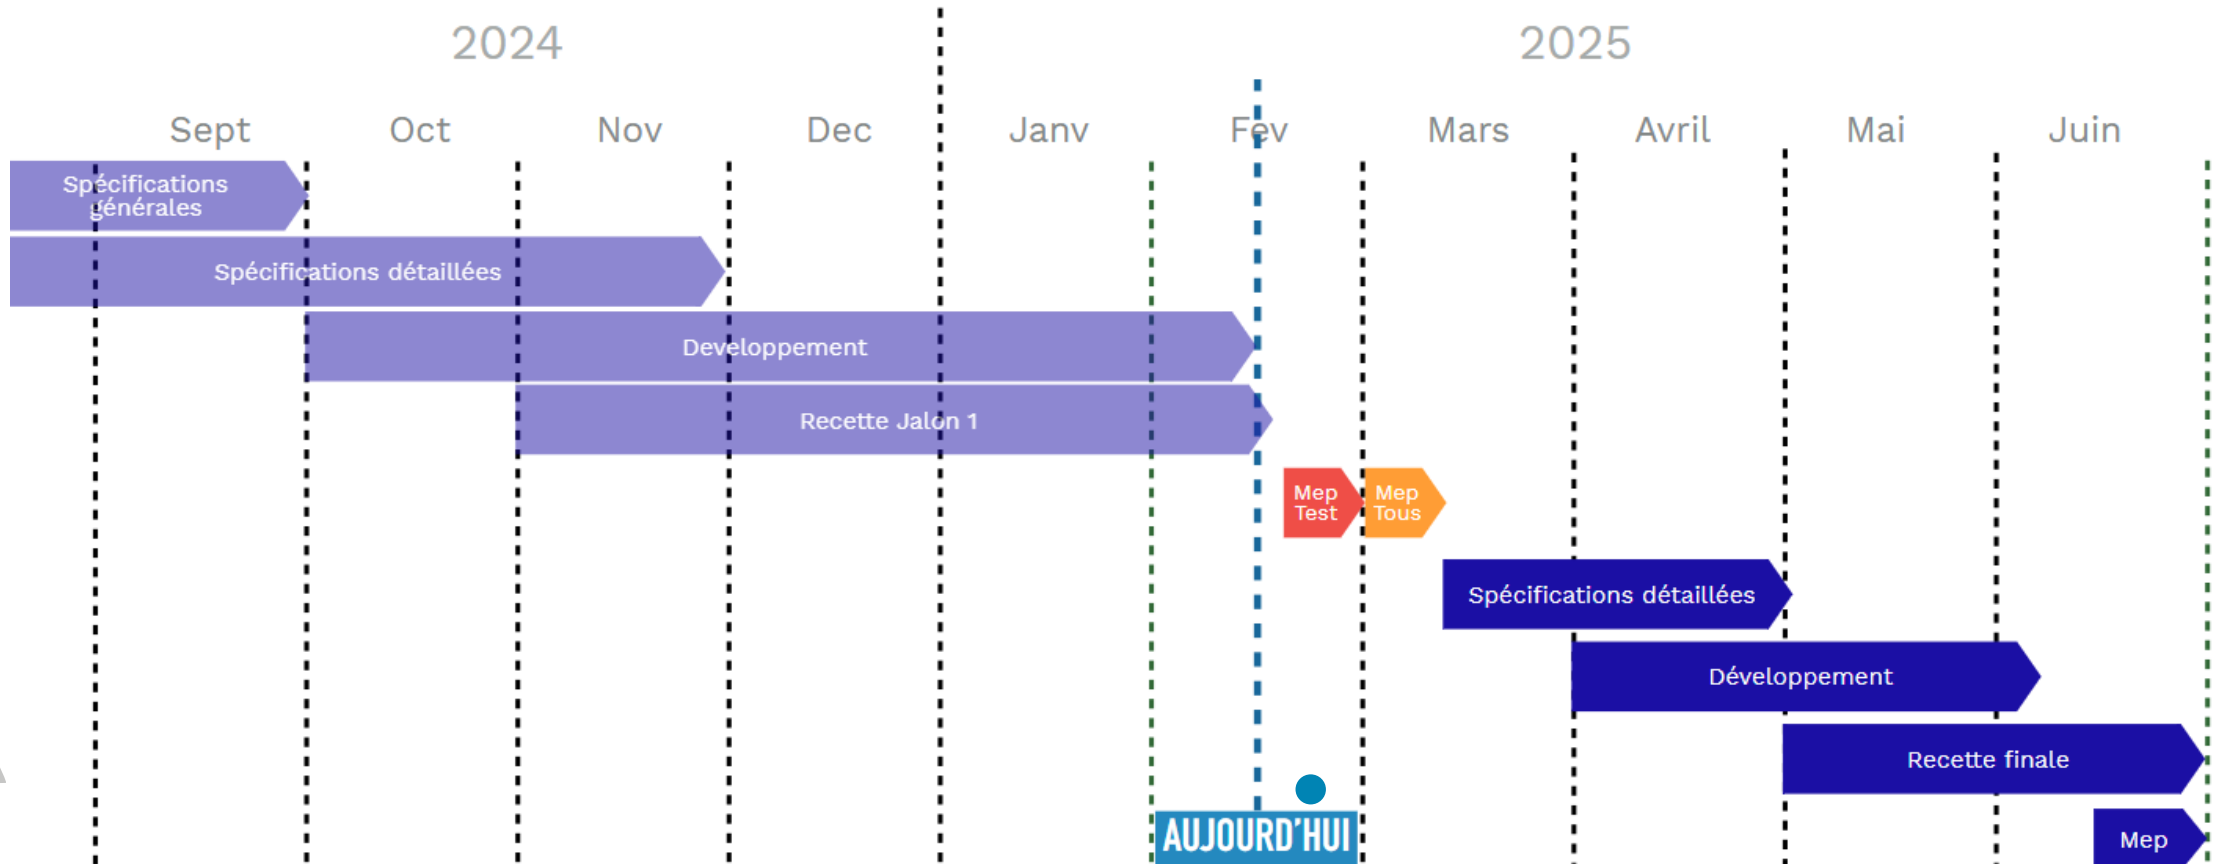 2024
2025
Sept
Oct
Nov
Dec
Janv
Fev
Mars
Avril
Mai
Juin
Spécifications
générales
Spécifications détaillées
Developpement
Recette Jalon 1
Mep
Test
Mep
Tous
Spécifications détaillées
Développement
Recette finale
Mep
AUJOURD'HUI